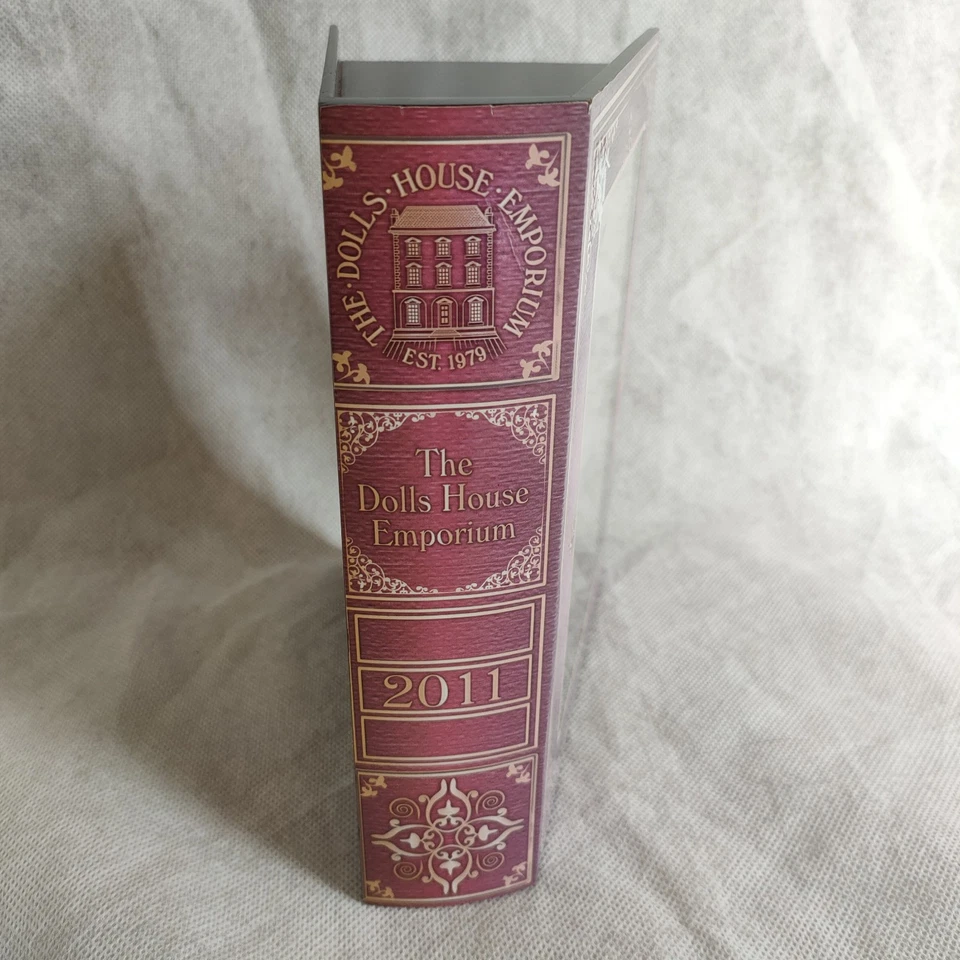 THE·DOLLS·HOUSE·EMPORIUM
EST. 1979
The
Dolls House
Emporium
2011